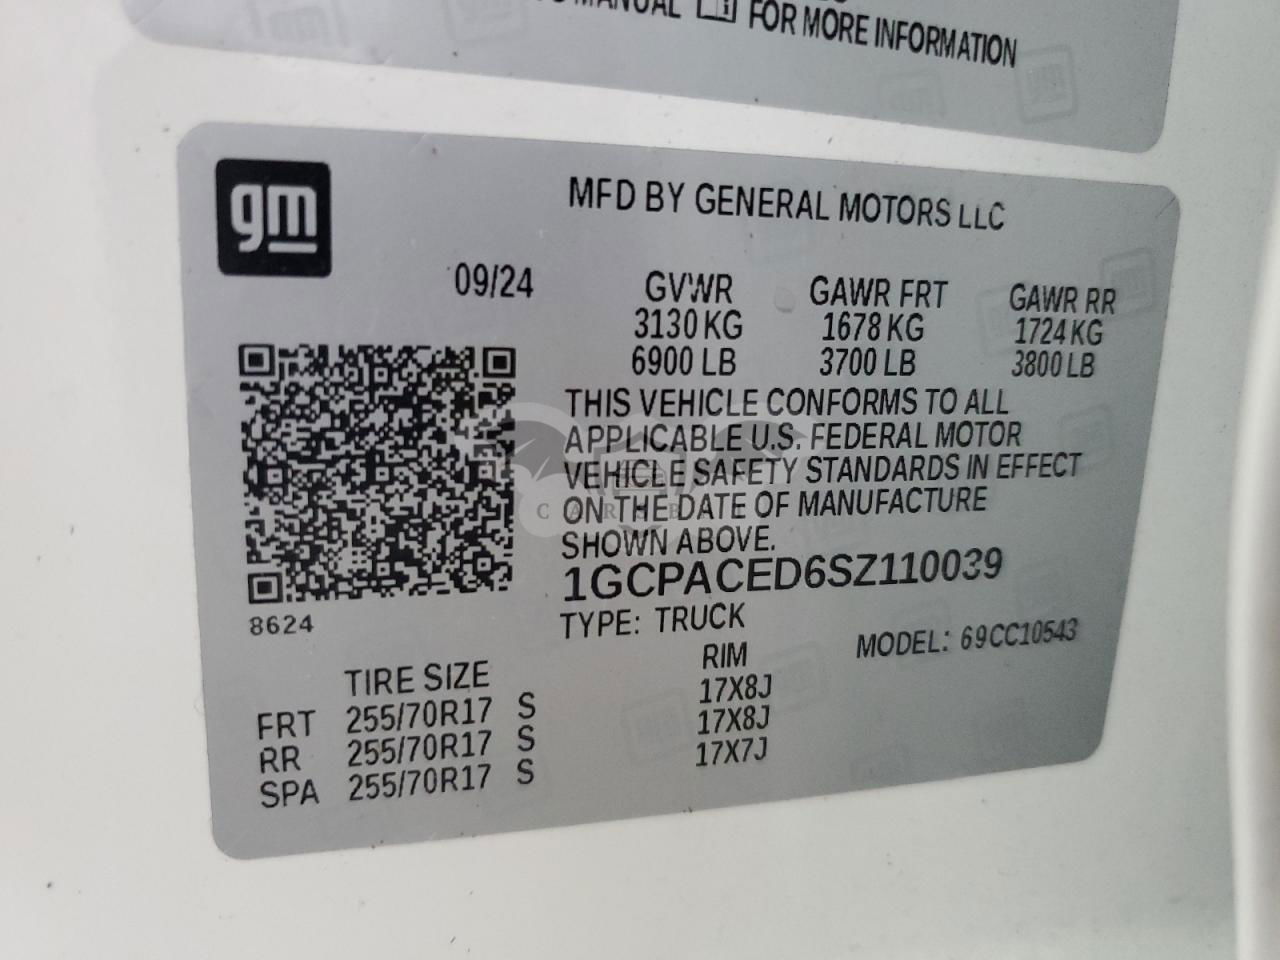 MANUAL FOR MORE INFORMATION
gm
MFD BY GENERAL MOTORS LLC
09/24
GVWR GAWR FRT GAWR RR
3130 KG 1678 KG 1724 KG
6900 LB 3700 LB 3800 LB
THIS VEHICLE CONFORMS TO ALL
APPLICABLE U.S. FEDERAL MOTOR
VEHICLE SAFETY STANDARDS IN EFFECT
ON THE DATE OF MANUFACTURE
SHOWN ABOVE.
1GCPACED6SZ110039
8624
TYPE: TRUCK MODEL: 69CC10543
TIRE SIZE RIM
FRT 255/70R17 S 17X8J
RR 255/70R17 S 17X8J
SPA 255/70R17 S 17X7J